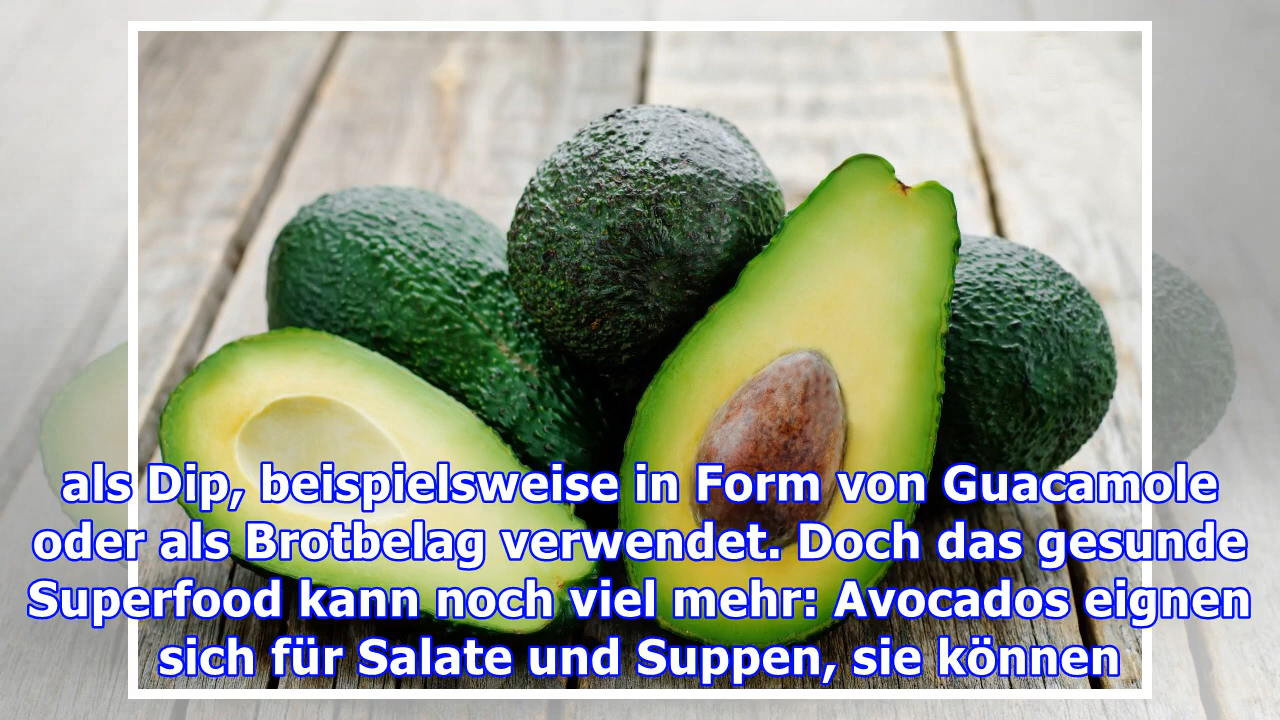 als Dip, beispielsweise in Form von Guacamole
oder als Brotbelag verwendet. Doch das gesunde
Superfood kann noch viel mehr: Avocados eignen
sich für Salate und Suppen, sie können